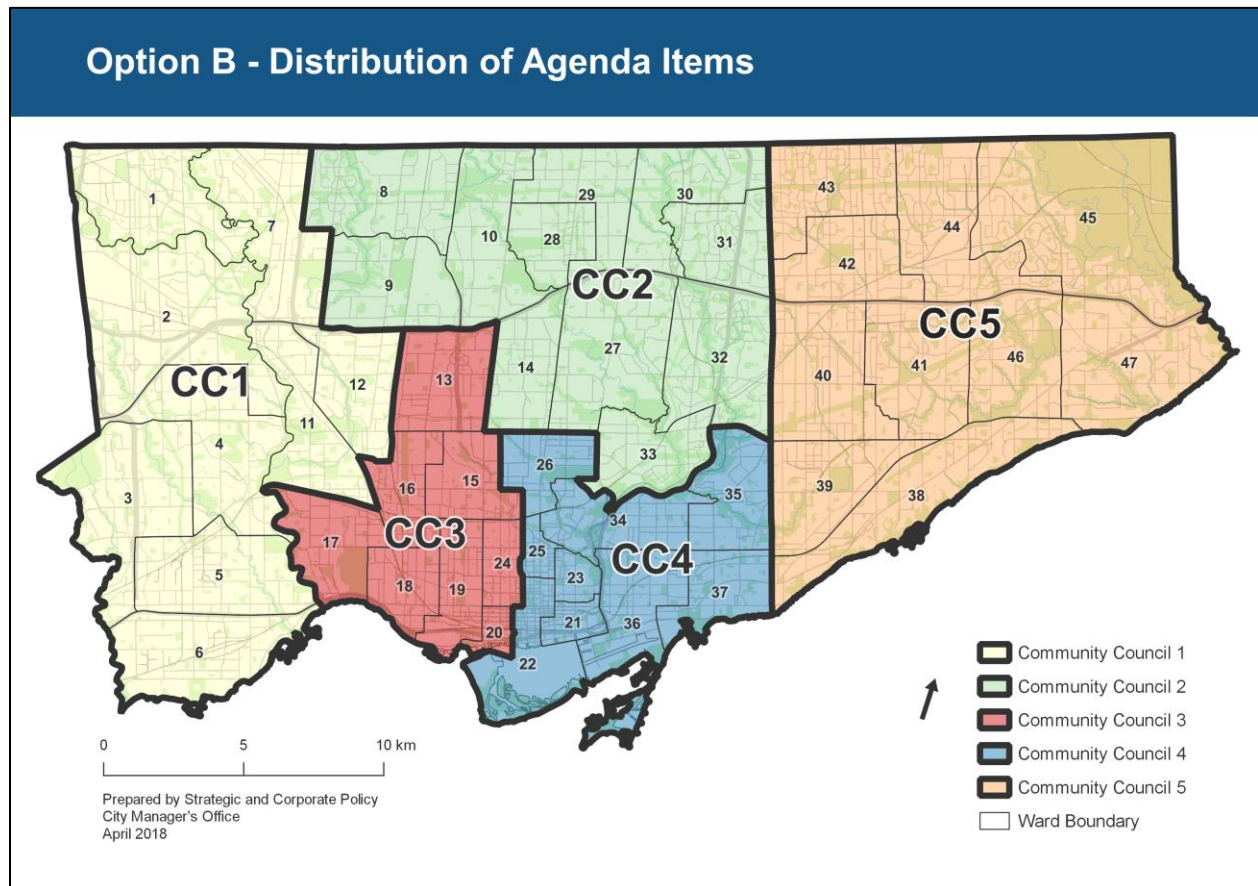 Option B - Distribution of Agenda Items
1
7
8
10
29
28
30
31
43
44
45
42
2
9
CC2
27
32
CC1
12
11
13
14
CC5
40
41
46
47
3
4
33
26
35
39
38
16
15
17
CC3
24
18
19
20
34
25
CC4
23
21
36
37
22
5
6
Community Council 1
Community Council 2
Community Council 3
Community Council 4
Community Council 5
Ward Boundary
0 5 10 km
Prepared by Strategic and Corporate Policy
City Manager's Office
April 2018